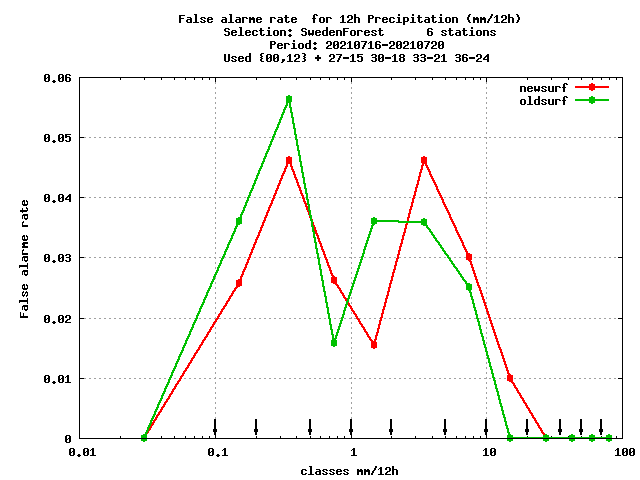 False alarme rate  for 12h Precipitation (mm/12h)
Selection: SwedenForest      6 stations
Period: 20210716-20210720
Used {00,12} + 27-15 30-18 33-21 36-24
newsurf
oldsurf
0.06
0.05
0.04
0.03
0.02
0.01
0
False alarme rate
0.01
0.1
1
10
100
classes mm/12h